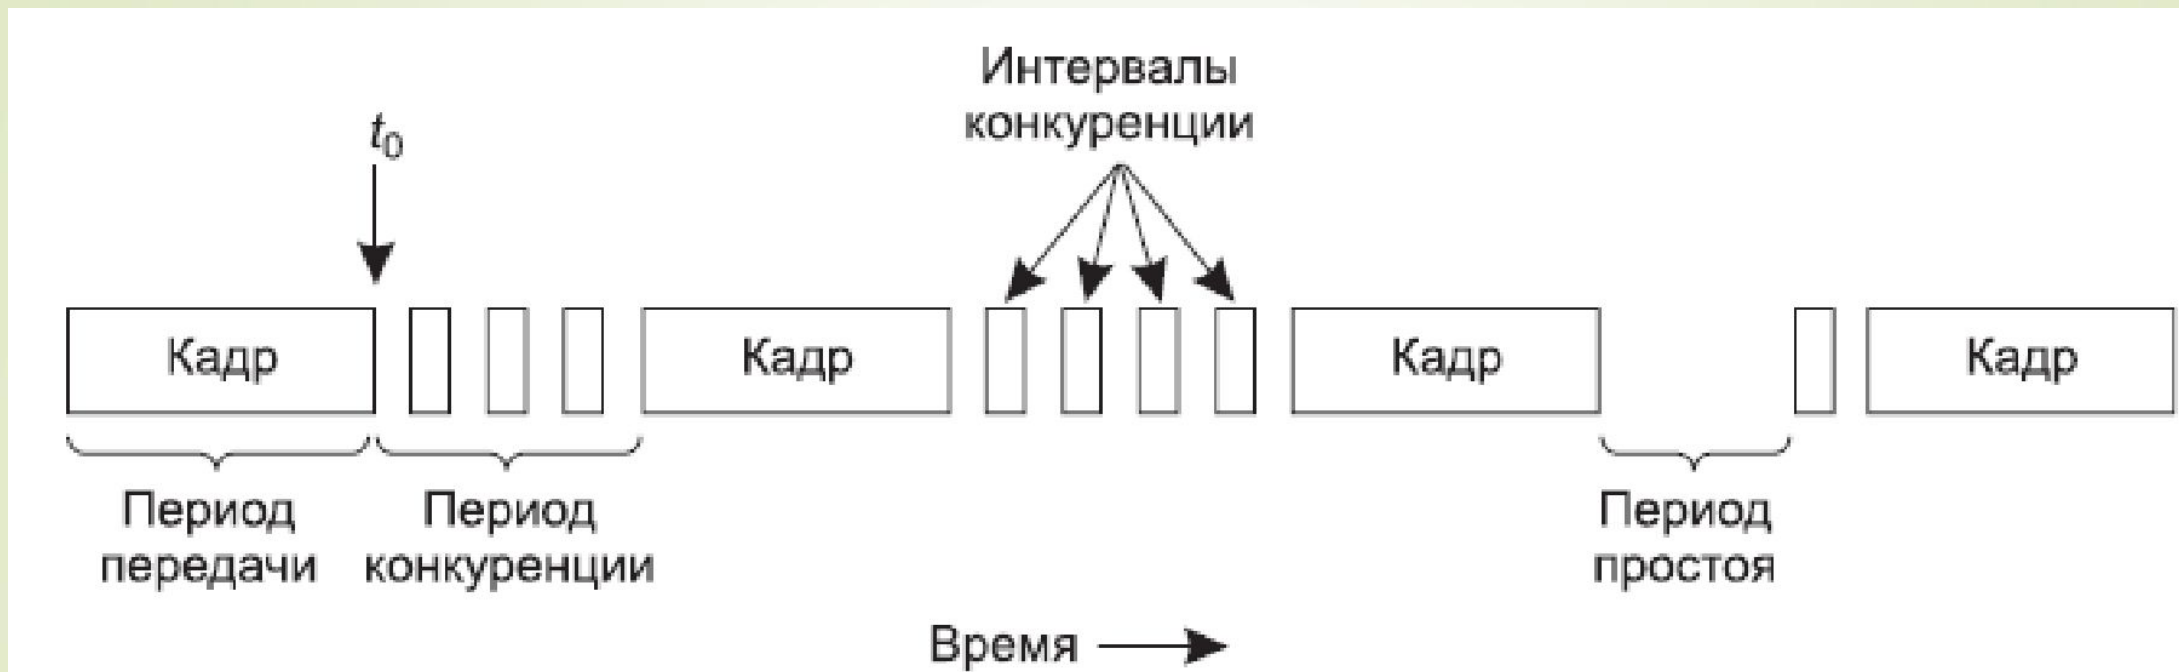 Интервалы
конкуренции
t0
Кадр Кадр Кадр Кадр
Период
передачи
Период
конкуренции
Период
простоя
Время